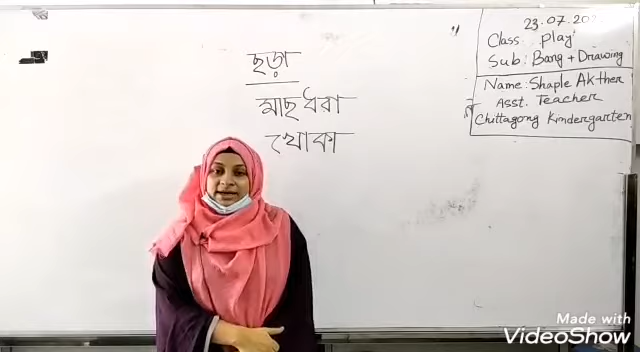 ছড়া
মাছ ধরা
খোকা
23.07.202
Class: Play
Sub: Bang + Drawing
Name: Shaple Akther
Asst. Teacher
Chittagong Kindergarten
Made with
VideoShow